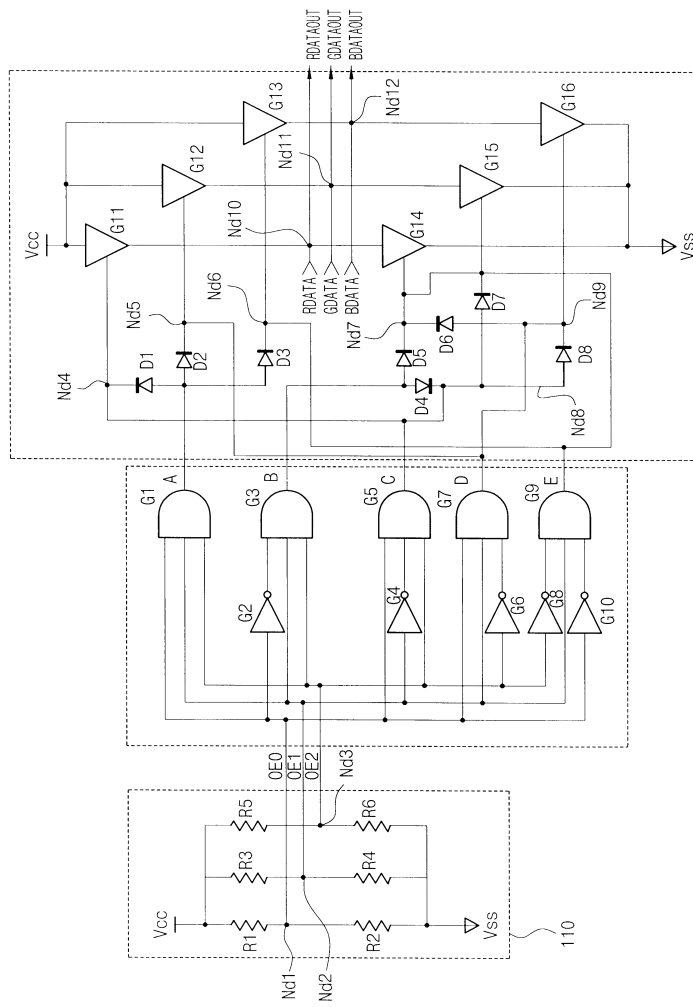 Vcc
R1
R3
R5
Nd1
Nd2
Nd3
R2
R4
R6
Vss
110
OE0
OE1
OE2
G1
A
G2
G3
B
G4
G5
C
G6
G7
D
G8
G9
E
G10
Vcc
G11
G12
G13
Nd4
Nd5
Nd6
D1
D2
D3
Nd10
Nd11
Nd12
RDATA
GDATA
BDATA
RDATAOUT
GDATAOUT
BDATAOUT
Nd7
D5
D4
D6
D7
D8
Nd8
Nd9
G14
G15
G16
Vss